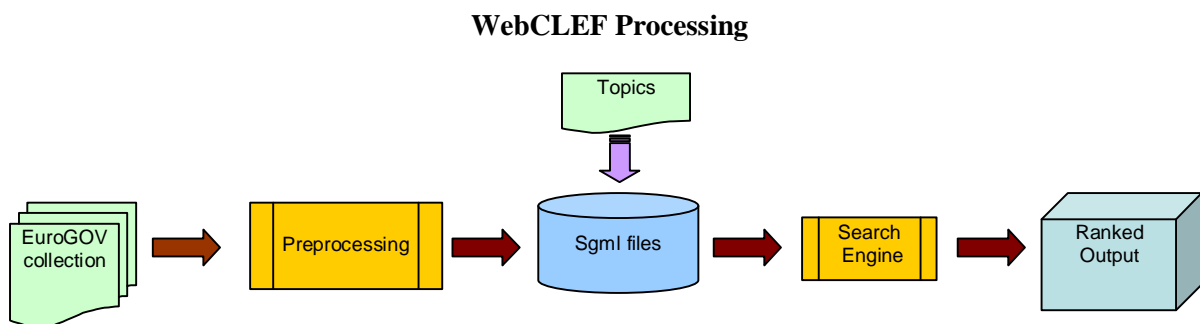 WebCLEF Processing
Topics
EuroGOV
collection
Preprocessing
Sgml files
Search
Engine
Ranked
Output